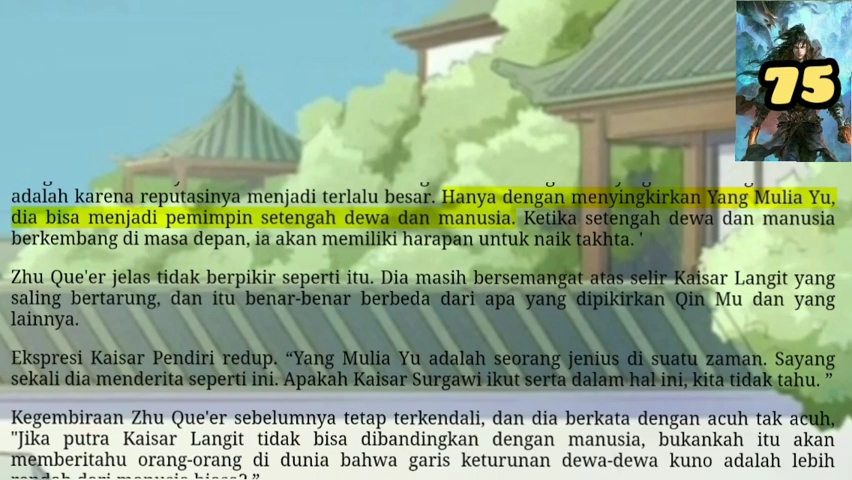 75
adalah karena reputasinya menjadi terlalu besar. Hanya dengan menyingkirkan Yang Mulia Yu,
dia bisa menjadi pemimpin setengah dewa dan manusia. Ketika setengah dewa dan manusia
berkembang di masa depan, ia akan memiliki harapan untuk naik takhta. '
Zhu Que'er jelas tidak berpikir seperti itu. Dia masih bersemangat atas selir Kaisar Langit yang
saling bertarung, dan itu benar-benar berbeda dari apa yang dipikirkan Qin Mu dan yang
lainnya.
Ekspresi Kaisar Pendiri redup. “Yang Mulia Yu adalah seorang jenius di suatu zaman. Sayang
sekali dia menderita seperti ini. Apakah Kaisar Surgawi ikut serta dalam hal ini, kita tidak tahu. ”
Kegembiraan Zhu Que'er sebelumnya tetap terkendali, dan dia berkata dengan acuh tak acuh,
"Jika putra Kaisar Langit tidak bisa dibandingkan dengan manusia, bukankah itu akan
memberitahu orang-orang di dunia bahwa garis keturunan dewa-dewa kuno adalah lebih